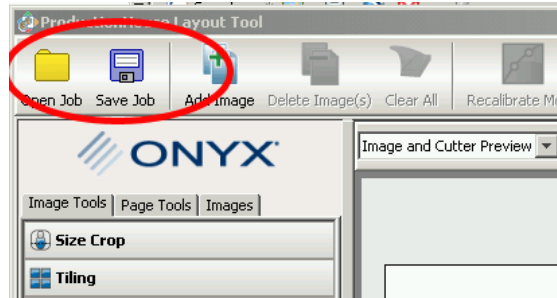 ProductionHouse Layout Tool
Open Job Save Job Add Image Delete Image(s) Clear All Recalibrate
ONYX
Image and Cutter Preview
Image Tools Page Tools Images
Size Crop
Tiling